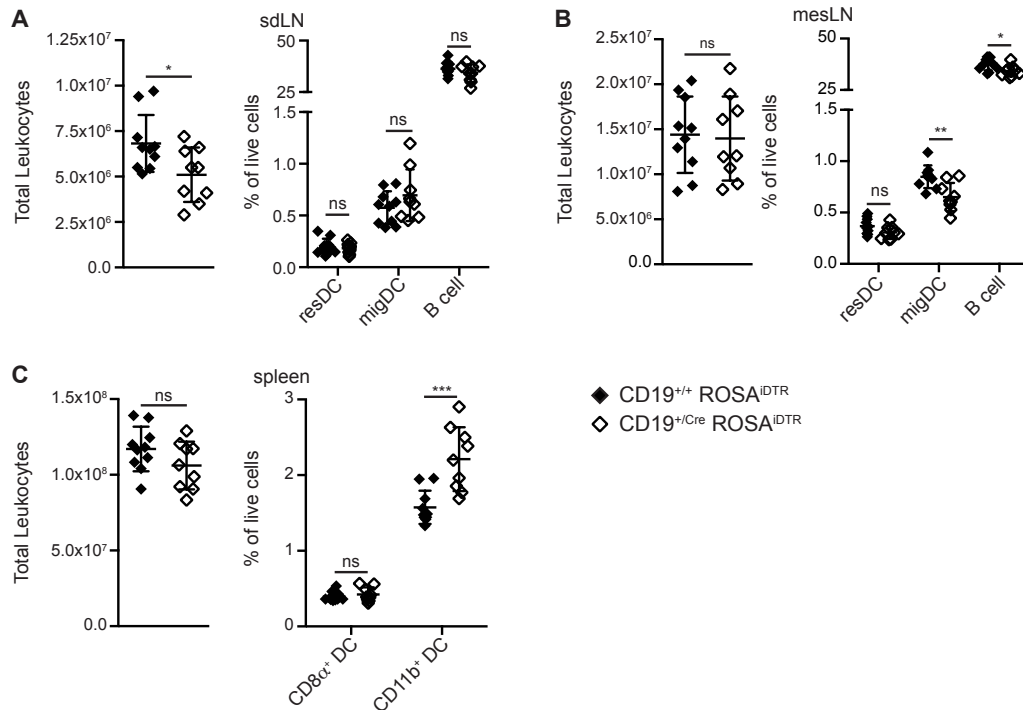 A
sdLN
Total Leukocytes
1.25x10⁷
1.0x10⁷
7.5x10⁶
5.0x10⁶
2.5x10⁶
0.0
*
% of live cells
50
25
1.5
1.0
0.5
0.0
ns
ns
ns
resDC
migDC
B cell
B
mesLN
Total Leukocytes
2.5x10⁷
2.0x10⁷
1.5x10⁷
1.0x10⁷
5.0x10⁶
0.0
ns
% of live cells
50
25
1.5
1.0
0.5
0.0
ns
**
*
resDC
migDC
B cell
C
spleen
Total Leukocytes
1.5x10⁸
1.0x10⁸
5.0x10⁷
0.0
ns
% of live cells
3
2
1
0
ns
***
CD8α⁺ DC
CD11b⁺ DC
CD19⁺/⁺ ROSAⁱᴰᵀᴿ
CD19⁺/Cre ROSAⁱᴰᵀᴿ